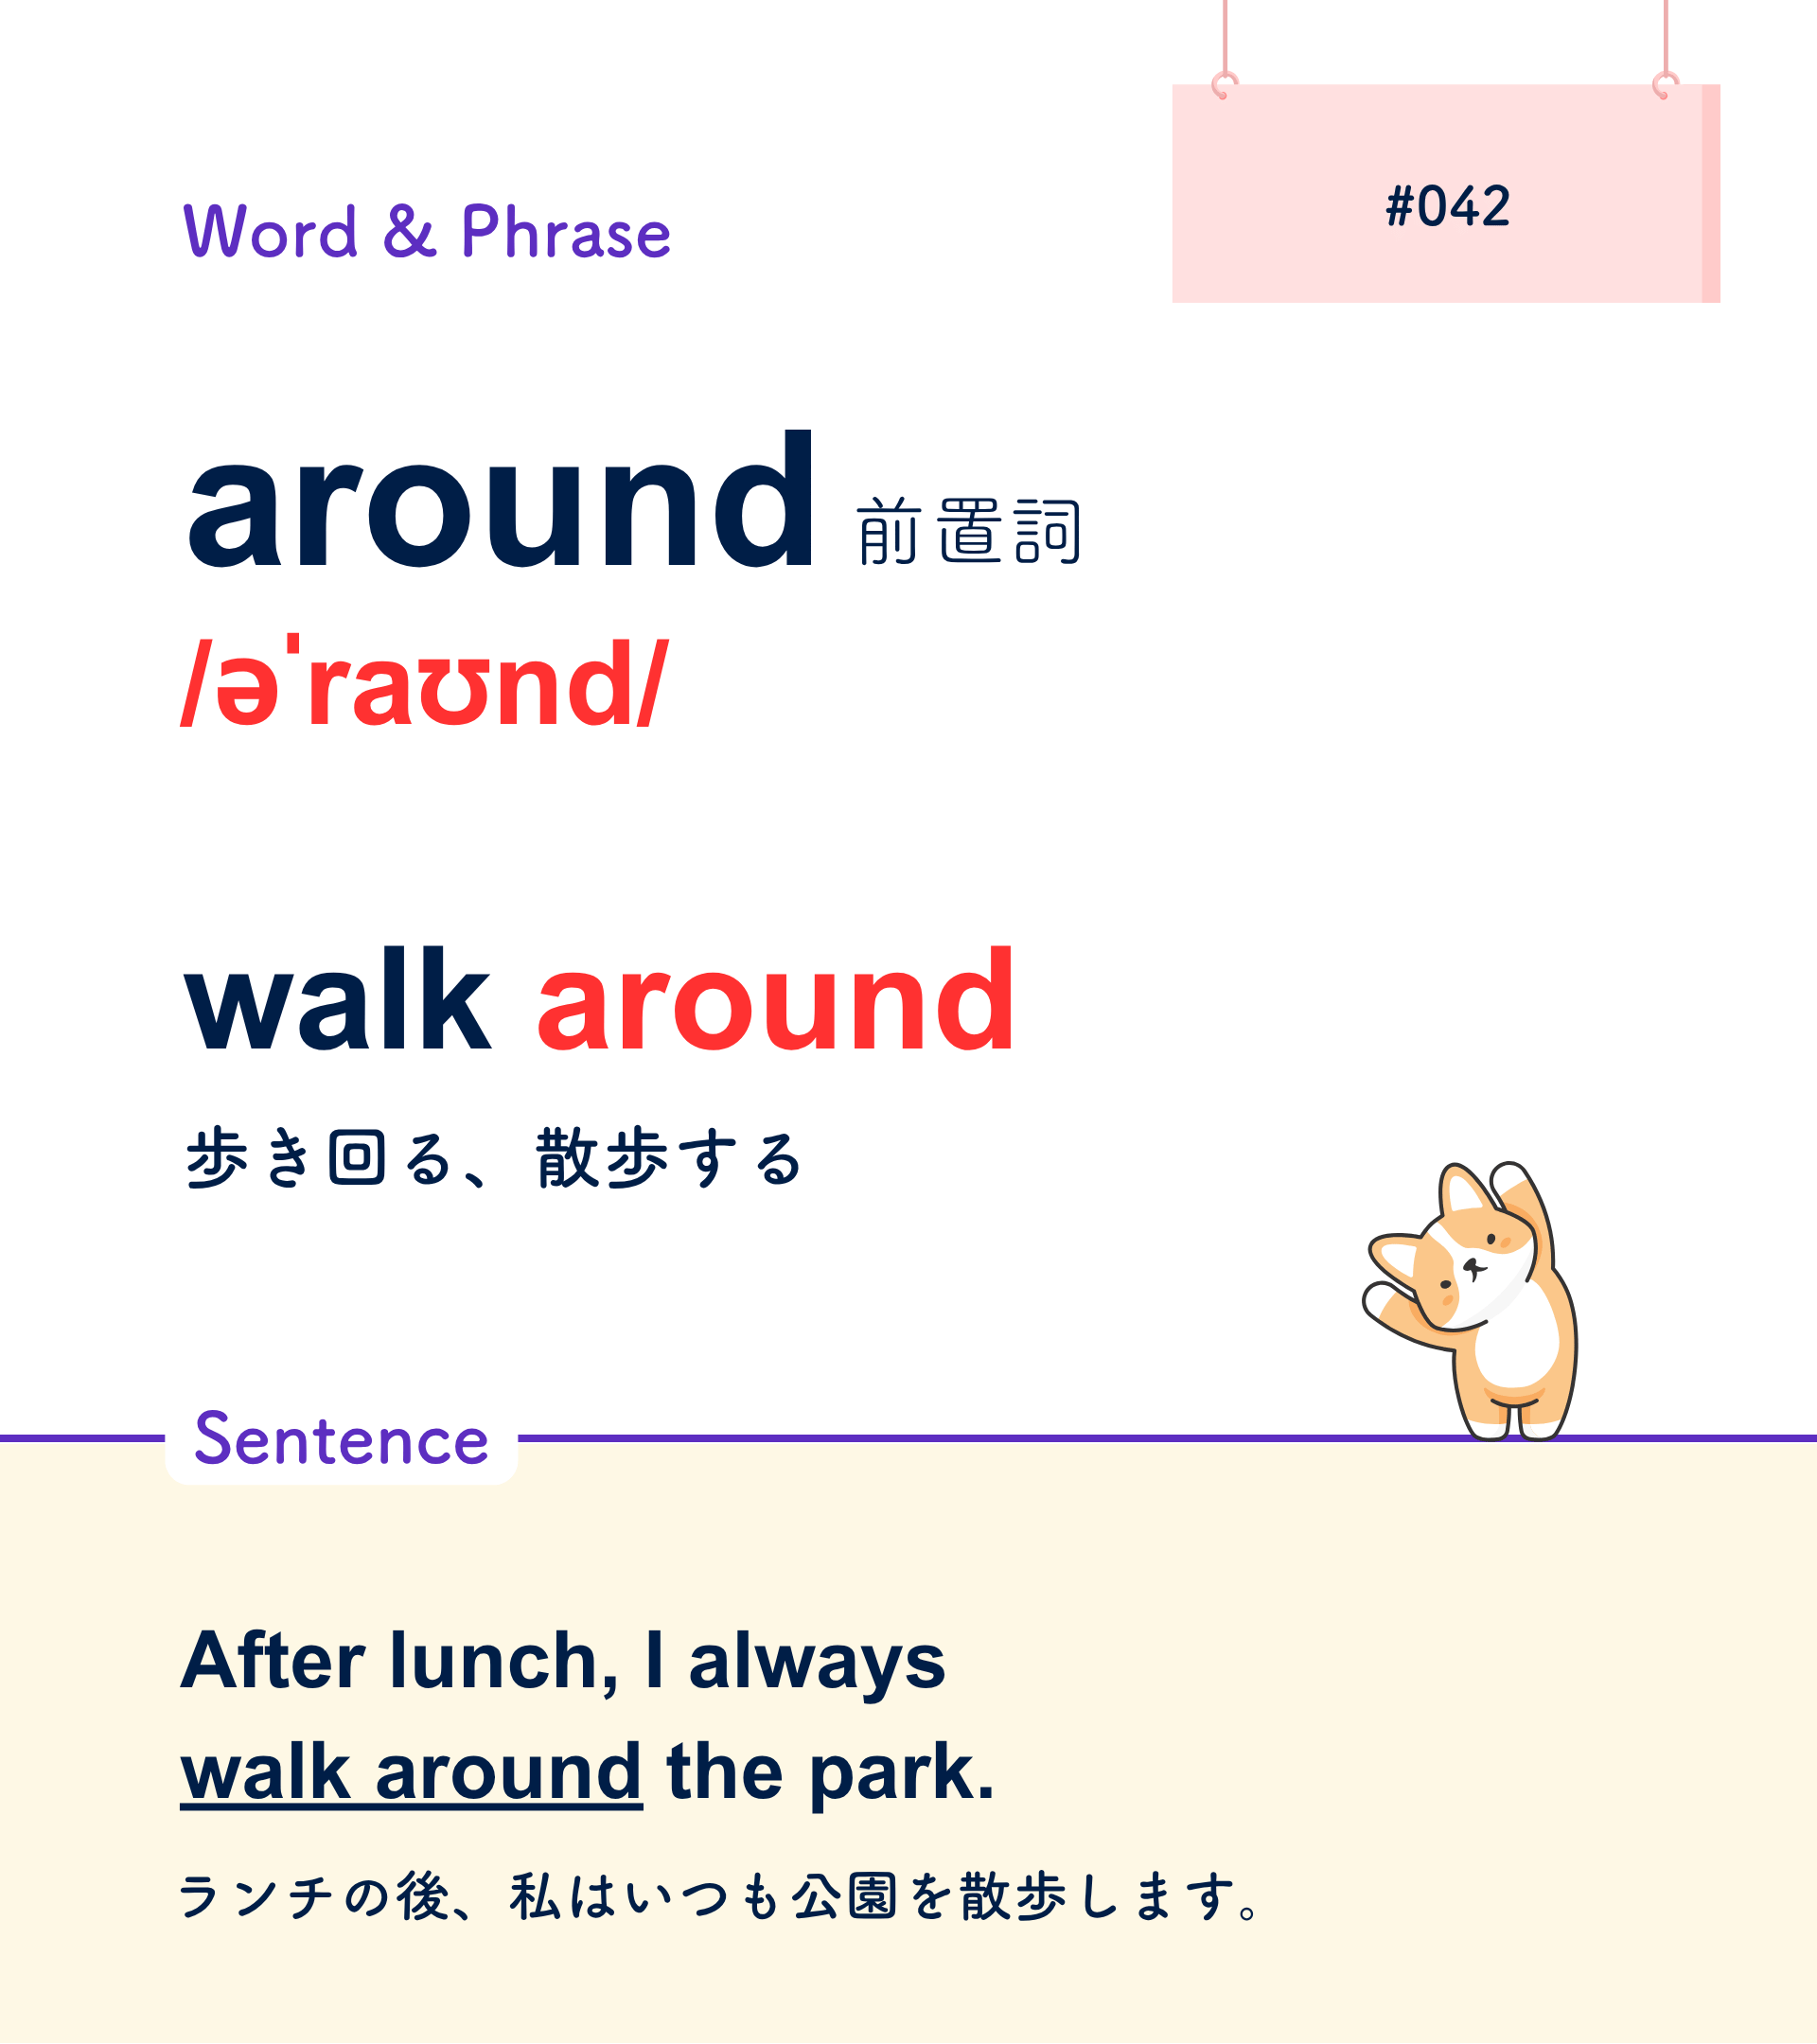 #042
Word & Phrase
around 前置詞
/əˈraʊnd/
walk around
歩き回る、散歩する
Sentence
After lunch, I always
walk around the park.
ランチの後、私はいつも公園を散歩します。